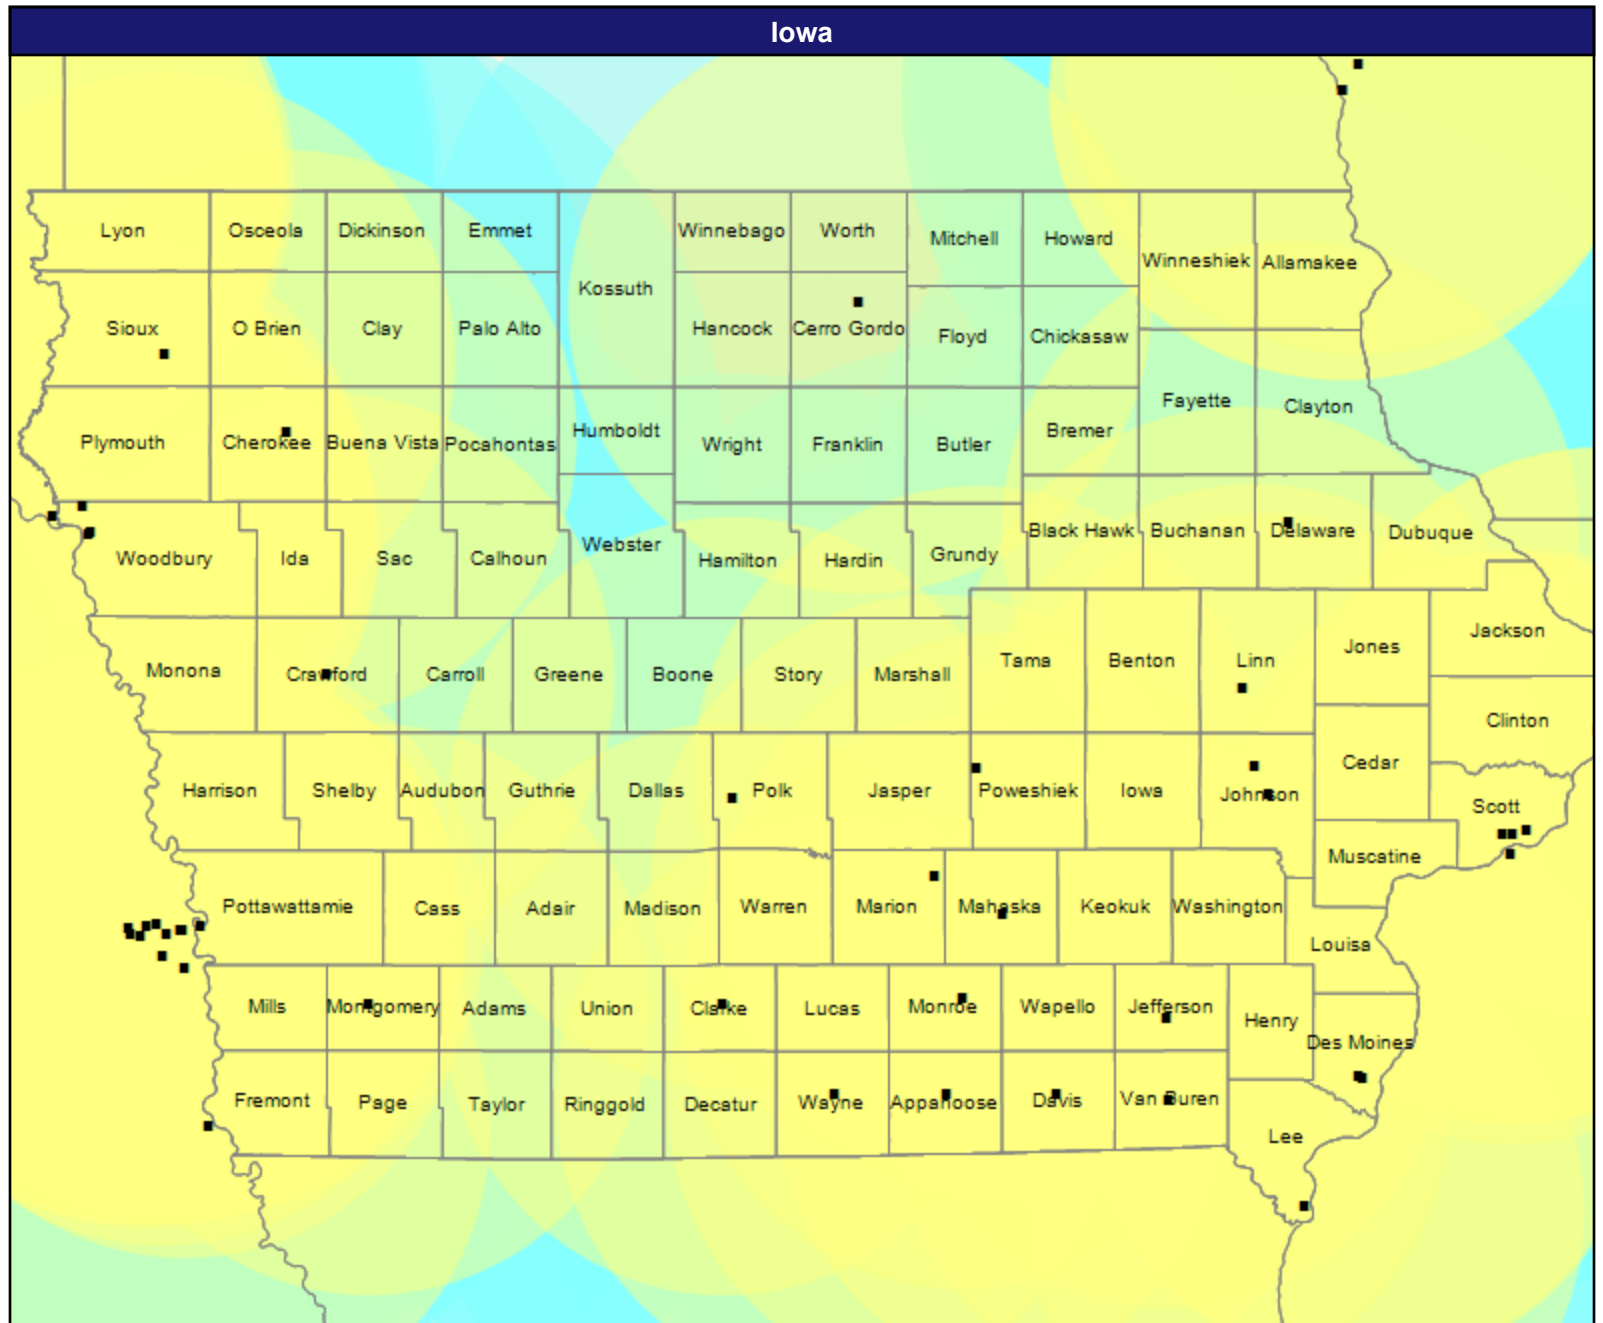 Iowa
Lyon
Osceola
Dickinson
Emmet
Winnebago
Worth
Mitchell
Howard
Winneshiek
Allamakee
Kossuth
Sioux
O Brien
Clay
Palo Alto
Hancock
Cerro Gordo
Floyd
Chickasaw
Fayette
Clayton
Plymouth
Cherokee
Buena Vista
Pocahontas
Humboldt
Wright
Franklin
Butler
Bremer
Woodbury
Ida
Sac
Calhoun
Webster
Hamilton
Hardin
Grundy
Black Hawk
Buchanan
Delaware
Dubuque
Monona
Crawford
Carroll
Greene
Boone
Story
Marshall
Tama
Benton
Linn
Jones
Jackson
Clinton
Harrison
Shelby
Audubon
Guthrie
Dallas
Polk
Jasper
Poweshiek
Iowa
Johnson
Cedar
Scott
Muscatine
Pottawattamie
Cass
Adair
Madison
Warren
Marion
Mahaska
Keokuk
Washington
Louisa
Mills
Montgomery
Adams
Union
Clarke
Lucas
Monroe
Wapello
Jefferson
Henry
Des Moines
Fremont
Page
Taylor
Ringgold
Decatur
Wayne
Appanoose
Davis
Van Buren
Lee